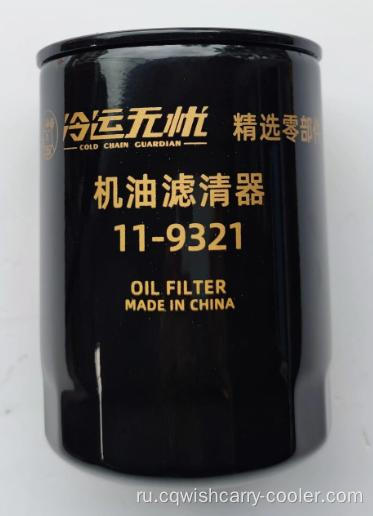 冷运无忧
COLD CHAIN GUARDIAN
精选零部件
机油滤清器
11-9321
OIL FILTER
MADE IN CHINA
ru.cqwishcarry-cooler.com